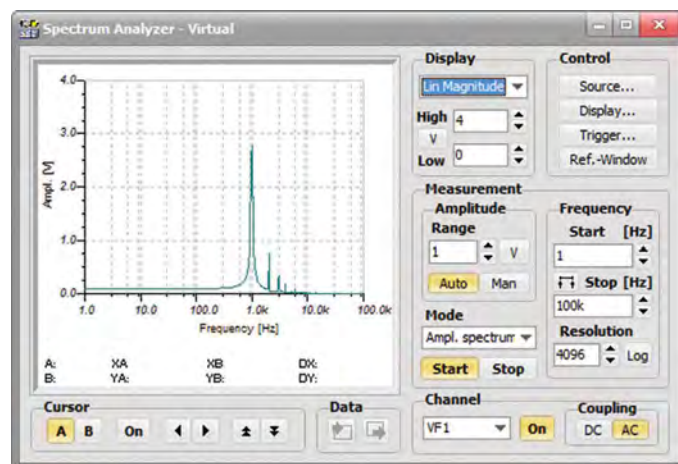 Spectrum Analyzer - Virtual
4.0
3.0
2.0
1.0
0.0
Ampl. [V]
1.0 10.0 100.0 1.0k 10.0k 100.0k
Frequency [Hz]
A: XA XB DX:
B: YA: YB: DY:
Cursor
A B On
Data
Display
Lin Magnitude
High 4
V
Low 0
Control
Source...
Display...
Trigger...
Ref.-Window
Measurement
Amplitude
Range
1 V
Auto Man
Mode
Ampl. spectrum
Start Stop
Frequency
Start [Hz]
1
Stop [Hz]
100k
Resolution
4096 Log
Channel
VF1 On
Coupling
DC AC